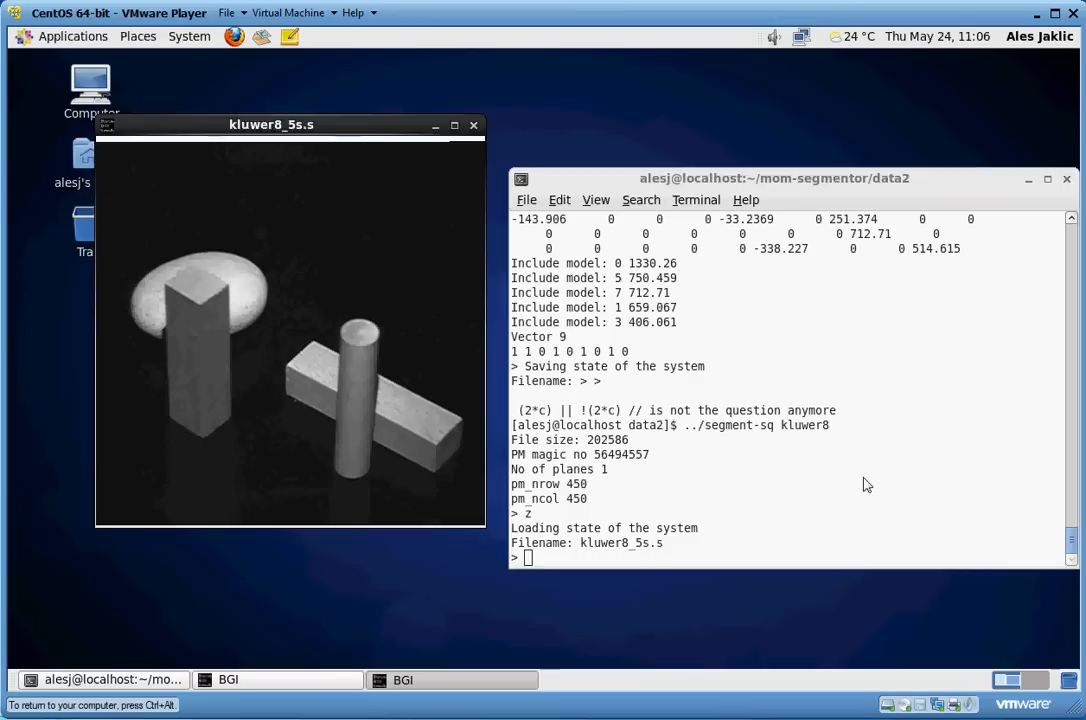 CentOS 64-bit - VMware Player File Virtual Machine Help
Applications Places System 24 °C Thu May 24, 11:06 Ales Jaklic
Computer
alesj's
Tra
kluwer8_5s.s
alesj@localhost:~/mom-segmentor/data2
File Edit View Search Terminal Help
-143.906 0 0 0 -33.2369 0 251.374 0 0
0 0 0 0 0 0 0 712.71 0
0 0 0 0 0 -338.227 0 0 514.615
Include model: 0 1330.26
Include model: 5 750.459
Include model: 7 712.71
Include model: 1 659.067
Include model: 3 406.061
Vector 9
1 1 0 1 0 1 0 1 0
> Saving state of the system
Filename: > >
(2*c) || !(2*c) // is not the question anymore
[alesj@localhost data2]$ ../segment-sq kluwer8
File size: 202586
PM magic no 56494557
No of planes 1
pm_nrow 450
pm_ncol 450
> z
Loading state of the system
Filename: kluwer8_5s.s
>
alesj@localhost:~/mo... BGI BGI
To return to your computer, press Ctrl+Alt. vmware